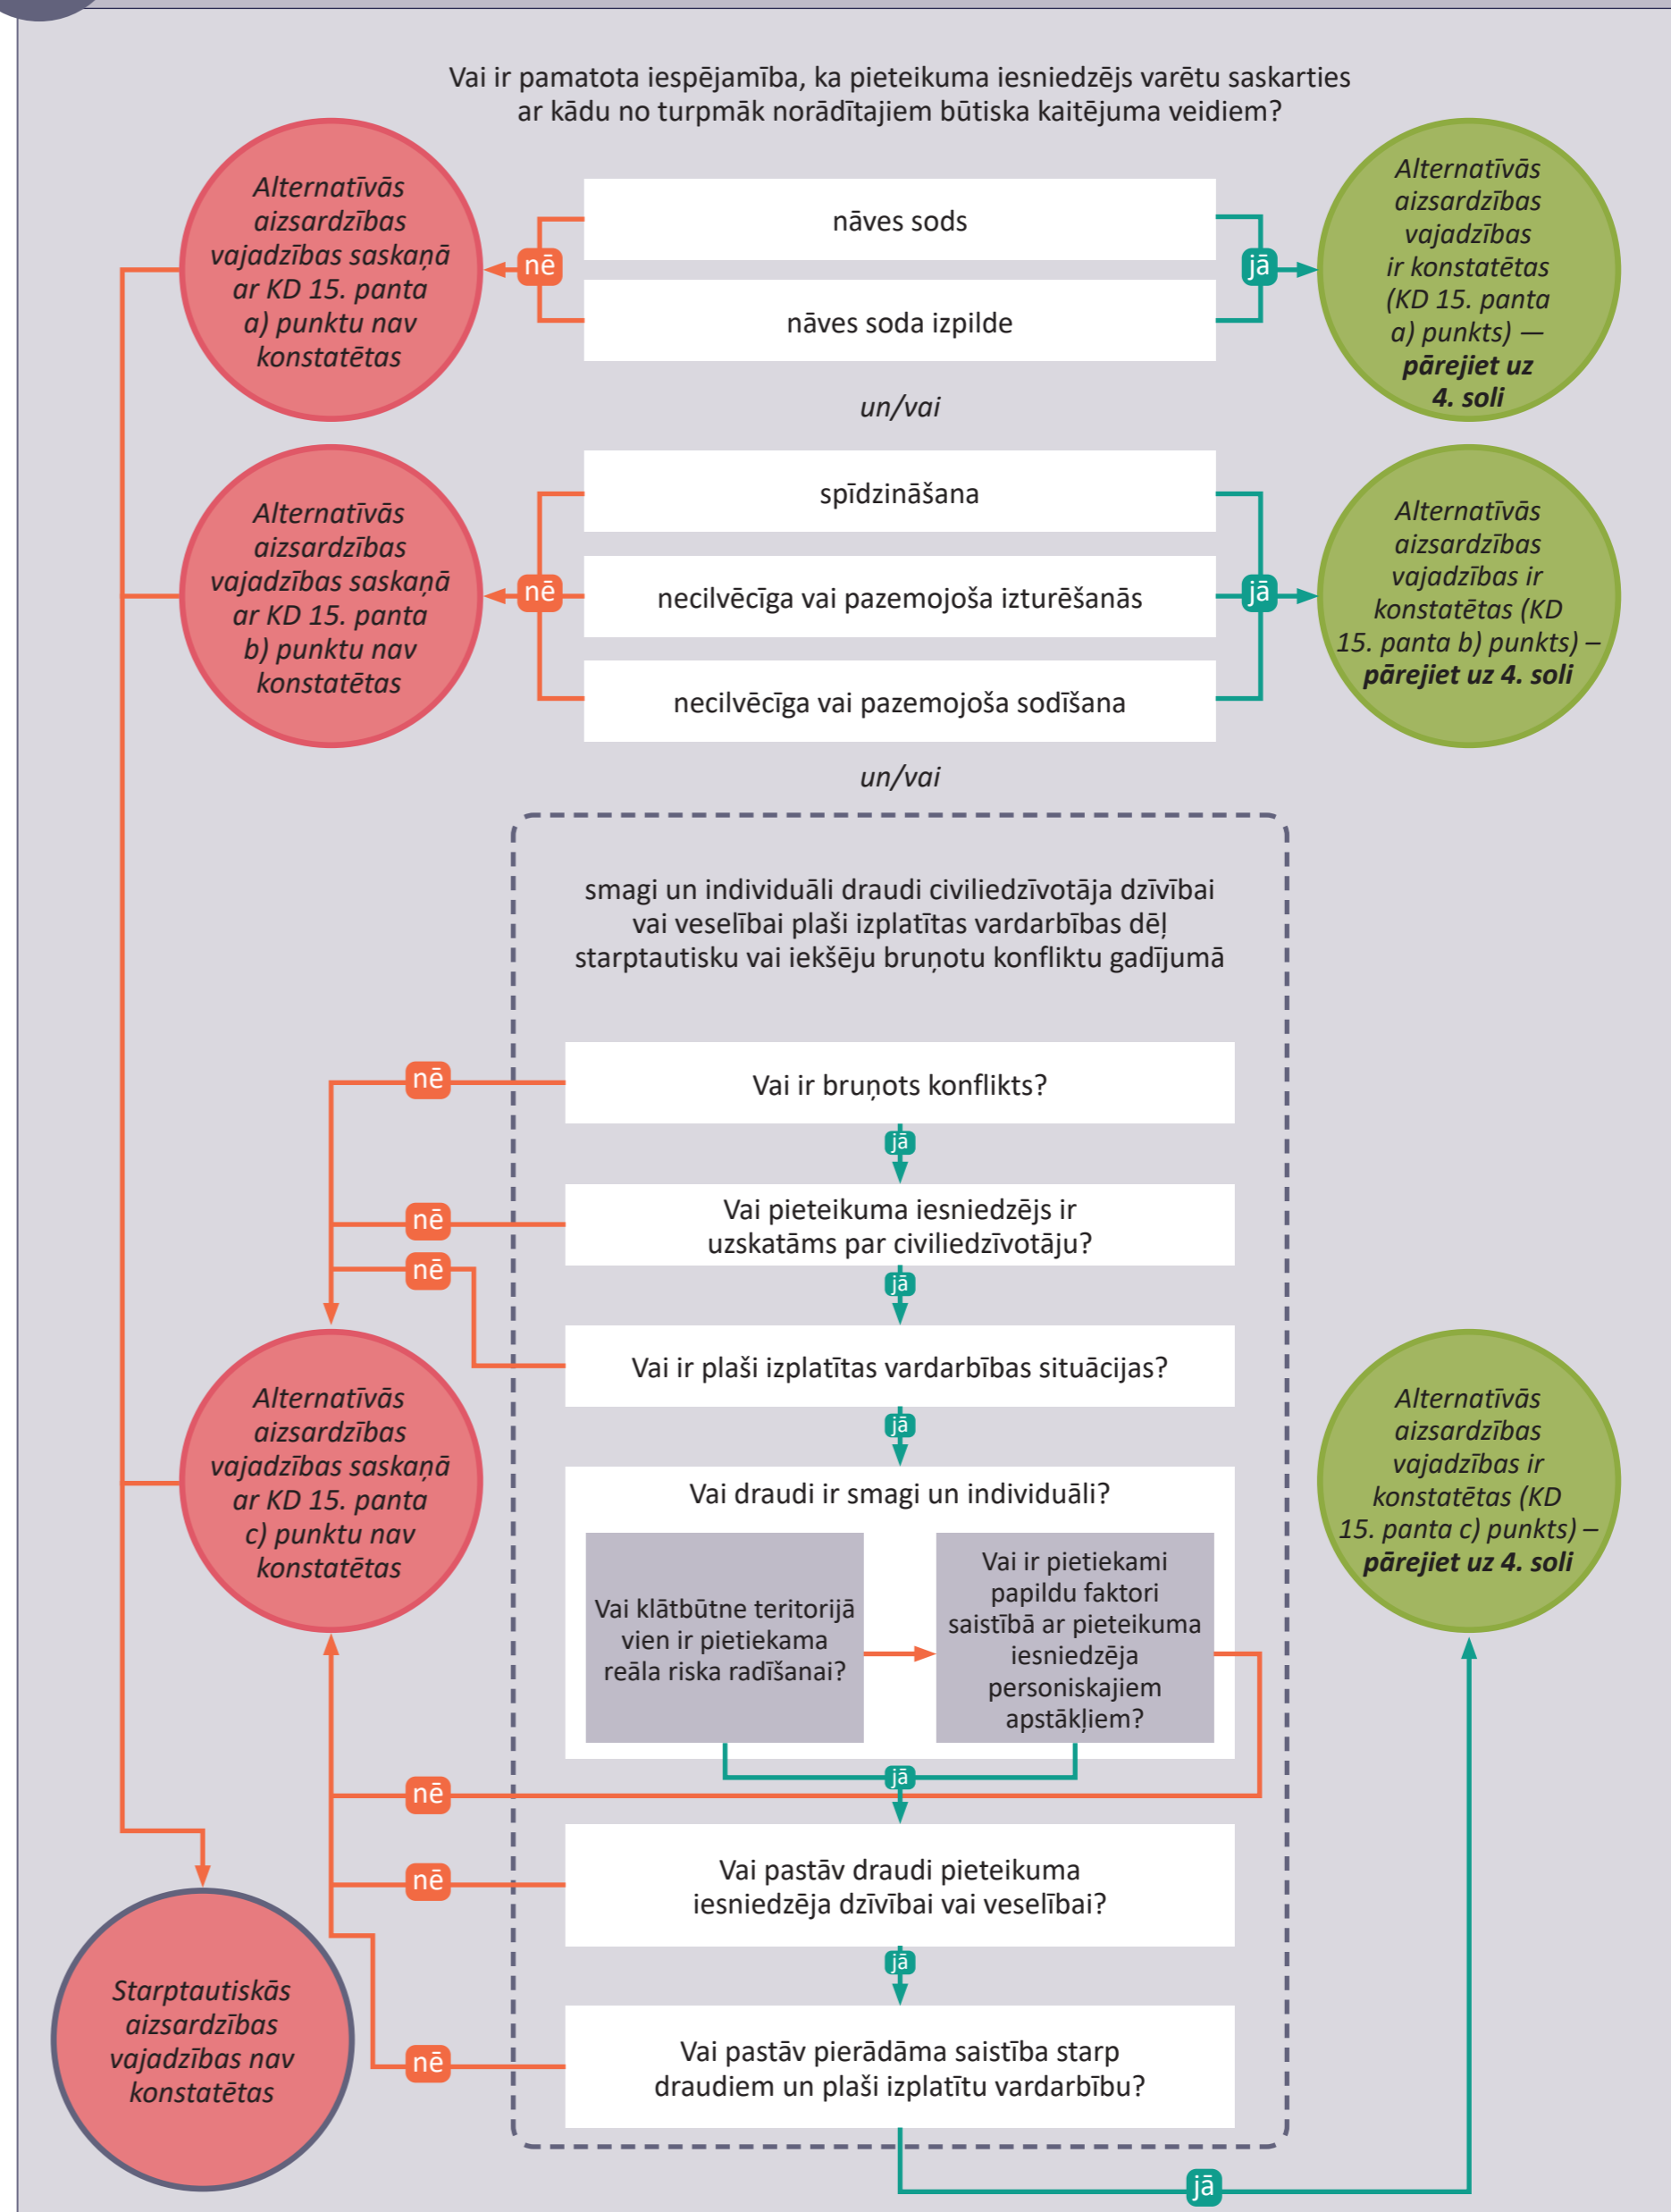 Vai ir pamatota iespējamība, ka pieteikuma iesniedzējs varētu saskarties
ar kādu no turpmāk norādītajiem būtiska kaitējuma veidiem?
Alternatīvās
aizsardzības
vajadzības saskaņā
ar KD 15. panta
a) punktu nav
konstatētas
nē
nāves sods
nāves soda izpilde
jā
Alternatīvās
aizsardzības
vajadzības
ir konstatētas
(KD 15. panta
a) punkts) —
pārejiet uz
4. soli
un/vai
Alternatīvās
aizsardzības
vajadzības saskaņā
ar KD 15. panta
b) punktu nav
konstatētas
nē
spīdzināšana
necilvēcīga vai pazemojoša izturēšanās
necilvēcīga vai pazemojoša sodīšana
jā
Alternatīvās
aizsardzības
vajadzības ir
konstatētas (KD
15. panta b) punkts) –
pārejiet uz 4. soli
un/vai
smagi un individuāli draudi civiliedzīvotāja dzīvībai
vai veselībai plaši izplatītas vardarbības dēļ
starptautisku vai iekšēju bruņotu konfliktu gadījumā
nē
Vai ir bruņots konflikts?
jā
nē
Vai pieteikuma iesniedzējs ir
uzskatāms par civiliedzīvotāju?
nē
jā
Vai ir plaši izplatītas vardarbības situācijas?
jā
Alternatīvās
aizsardzības
vajadzības saskaņā
ar KD 15. panta
c) punktu nav
konstatētas
Vai draudi ir smagi un individuāli?
Vai klātbūtne teritorijā
vien ir pietiekama
reāla riska radīšanai?
Vai ir pietiekami
papildu faktori
saistībā ar pieteikuma
iesniedzēja
personiskajiem
apstākļiem?
Alternatīvās
aizsardzības
vajadzības ir
konstatētas (KD
15. panta c) punkts) –
pārejiet uz 4. soli
jā
nē
nē
Vai pastāv draudi pieteikuma
iesniedzēja dzīvībai vai veselībai?
jā
Starptautiskās
aizsardzības
vajadzības nav
konstatētas
nē
Vai pastāv pierādāma saistība starp
draudiem un plaši izplatītu vardarbību?
jā